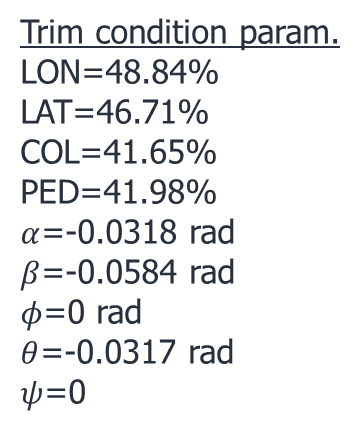 Trim condition param.
LON=48.84%
LAT=46.71%
COL=41.65%
PED=41.98%
α=-0.0318 rad
β=-0.0584 rad
ϕ=0 rad
θ=-0.0317 rad
ψ=0